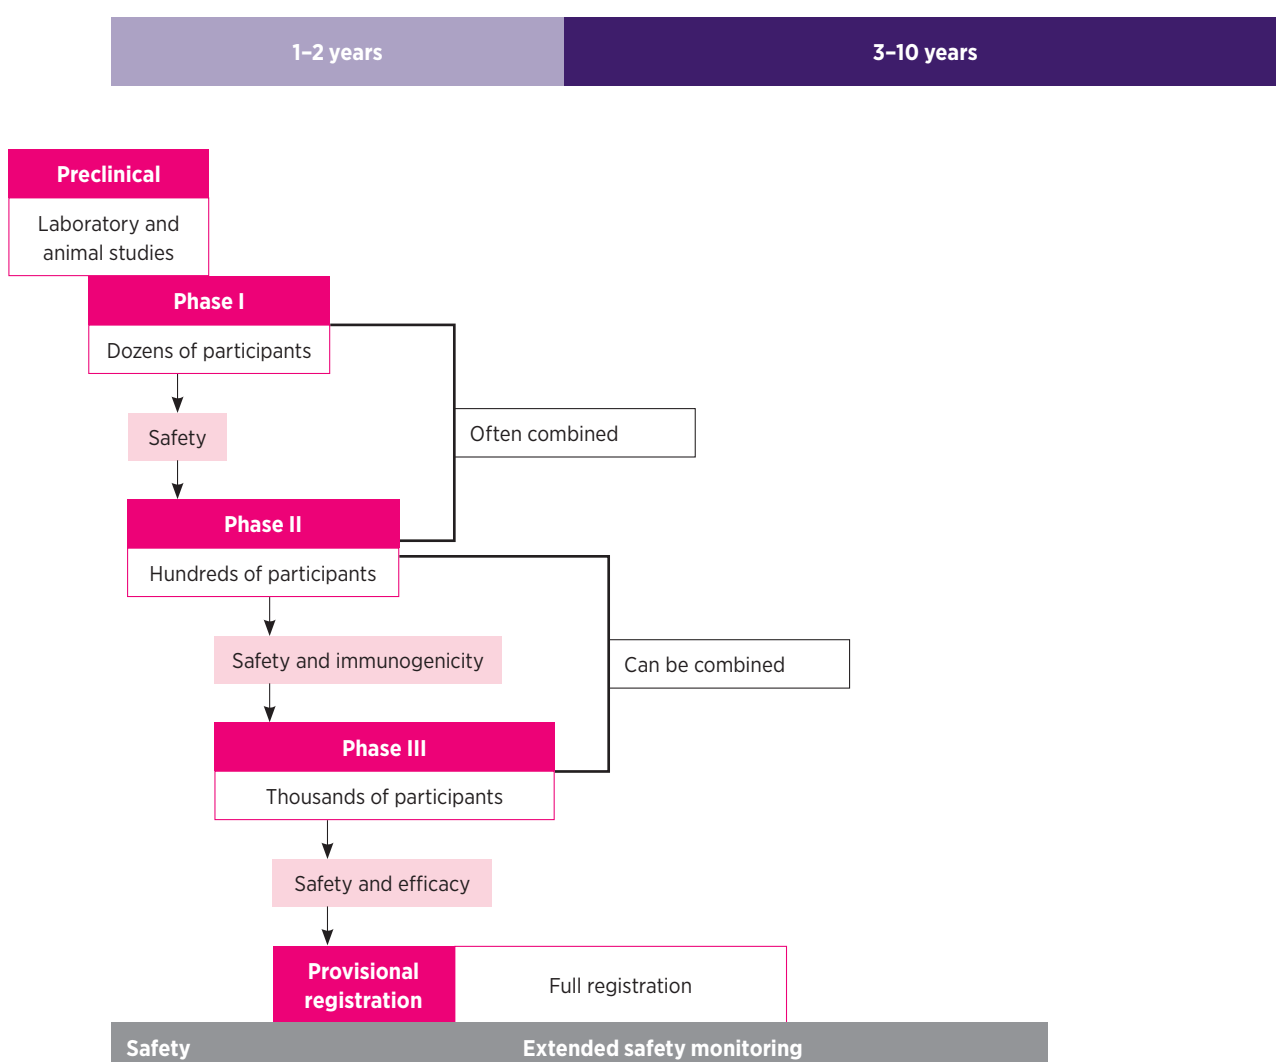 1–2 years
3–10 years
Preclinical
Laboratory and
animal studies
Phase I
Dozens of participants
Safety
Often combined
Phase II
Hundreds of participants
Safety and immunogenicity
Can be combined
Phase III
Thousands of participants
Safety and efficacy
Provisional
registration
Full registration
Safety
Extended safety monitoring